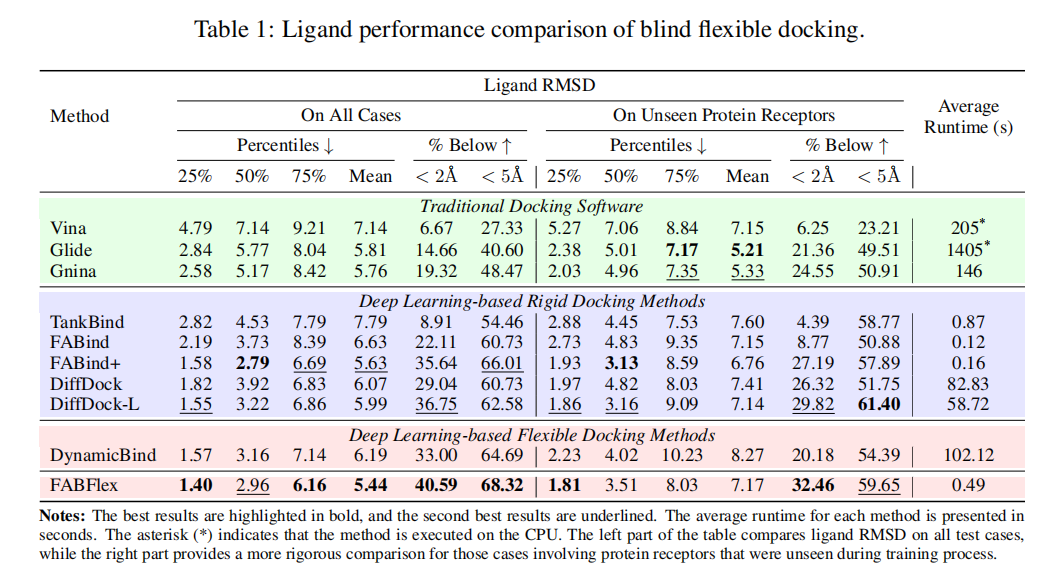 Table 1: Ligand performance comparison of blind flexible docking.
Ligand RMSD
Method On All Cases On Unseen Protein Receptors Average Runtime (s)
Percentiles ↓ % Below ↑ Percentiles ↓ % Below ↑
25% 50% 75% Mean < 2Å < 5Å 25% 50% 75% Mean < 2Å < 5Å
Traditional Docking Software
Vina 4.79 7.14 9.21 7.14 6.67 27.33 5.27 7.06 8.84 7.15 6.25 23.21 205*
Glide 2.84 5.77 8.04 5.81 14.66 40.60 2.38 5.01 7.17 5.21 21.36 49.51 1405*
Gnina 2.58 5.17 8.42 5.76 19.32 48.47 2.03 4.96 7.35 5.33 24.55 50.91 146
Deep Learning-based Rigid Docking Methods
TankBind 2.82 4.53 7.79 7.79 8.91 54.46 2.88 4.45 7.53 7.60 4.39 58.77 0.87
FABind 2.19 3.73 8.39 6.63 22.11 60.73 2.73 4.83 9.35 7.15 8.77 50.88 0.12
FABind+ 1.58 2.79 6.69 5.63 35.64 66.01 1.93 3.13 8.59 6.76 27.19 57.89 0.16
DiffDock 1.82 3.92 6.83 6.07 29.04 60.73 1.97 4.82 8.03 7.41 26.32 51.75 82.83
DiffDock-L 1.55 3.22 6.86 5.99 36.75 62.58 1.86 3.16 9.09 7.14 29.82 61.40 58.72
Deep Learning-based Flexible Docking Methods
DynamicBind 1.57 3.16 7.14 6.19 33.00 64.69 2.23 4.02 10.23 8.27 20.18 54.39 102.12
FABFlex 1.40 2.96 6.16 5.44 40.59 68.32 1.81 3.51 8.03 7.17 32.46 59.65 0.49
Notes: The best results are highlighted in bold, and the second best results are underlined. The average runtime for each method is presented in
seconds. The asterisk (*) indicates that the method is executed on the CPU. The left part of the table compares ligand RMSD on all test cases,
while the right part provides a more rigorous comparison for those cases involving protein receptors that were unseen during training process.